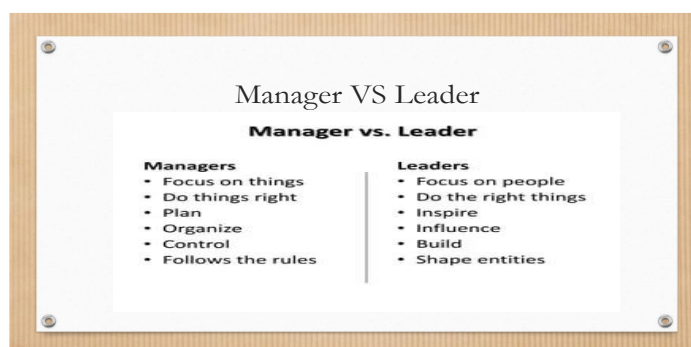 Manager VS Leader
Manager vs. Leader
Managers
• Focus on things
• Do things right
• Plan
• Organize
• Control
• Follows the rules
Leaders
• Focus on people
• Do the right things
• Inspire
• Influence
• Build
• Shape entities